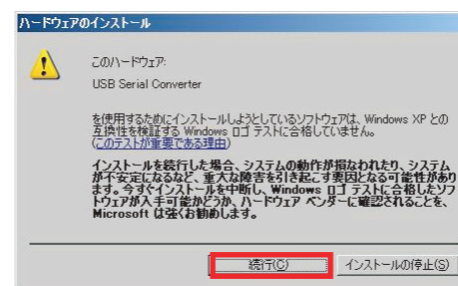 ハードウェアのインストール
このハードウェア:
USB Serial Converter
を使用するためにインストールしようとしているソフトウェアは、Windows XP との
互換性を検証する Windows ロゴ テストに合格していません。
(このテストが重要である理由)
インストールを続行した場合、システムの動作が損なわれたり、システム
が不安定になるなど、重大な障害を引き起こす要因となる可能性があり
ます。今すぐインストールを中断し、Windows ロゴ テストに合格したソフ
トウェアが入手可能かどうか、ハードウェア ベンダーに確認されることを、
Microsoft は強くお勧めします。
続行(C)
インストールの停止(S)